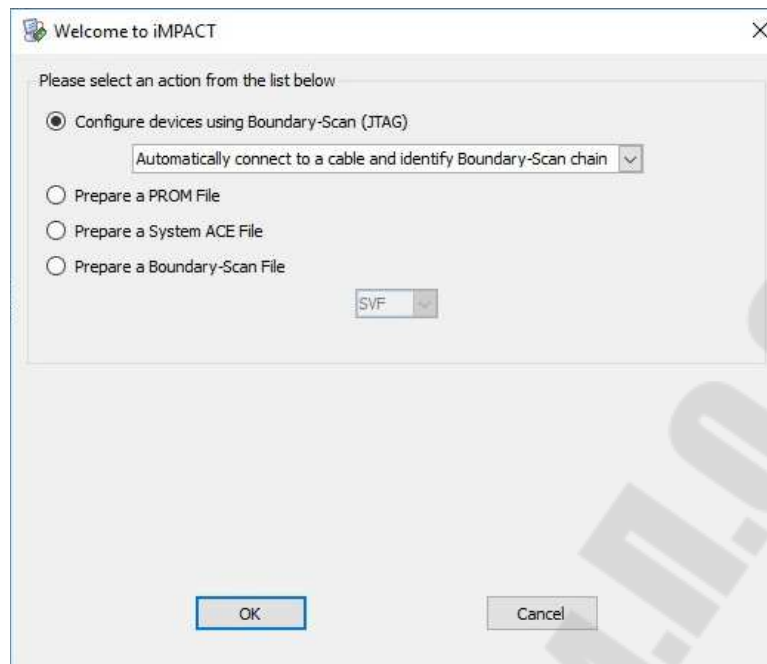 Welcome to iMPACT
Please select an action from the list below
Configure devices using Boundary-Scan (JTAG)
Automatically connect to a cable and identify Boundary-Scan chain
Prepare a PROM File
Prepare a System ACE File
Prepare a Boundary-Scan File
SVF
OK
Cancel